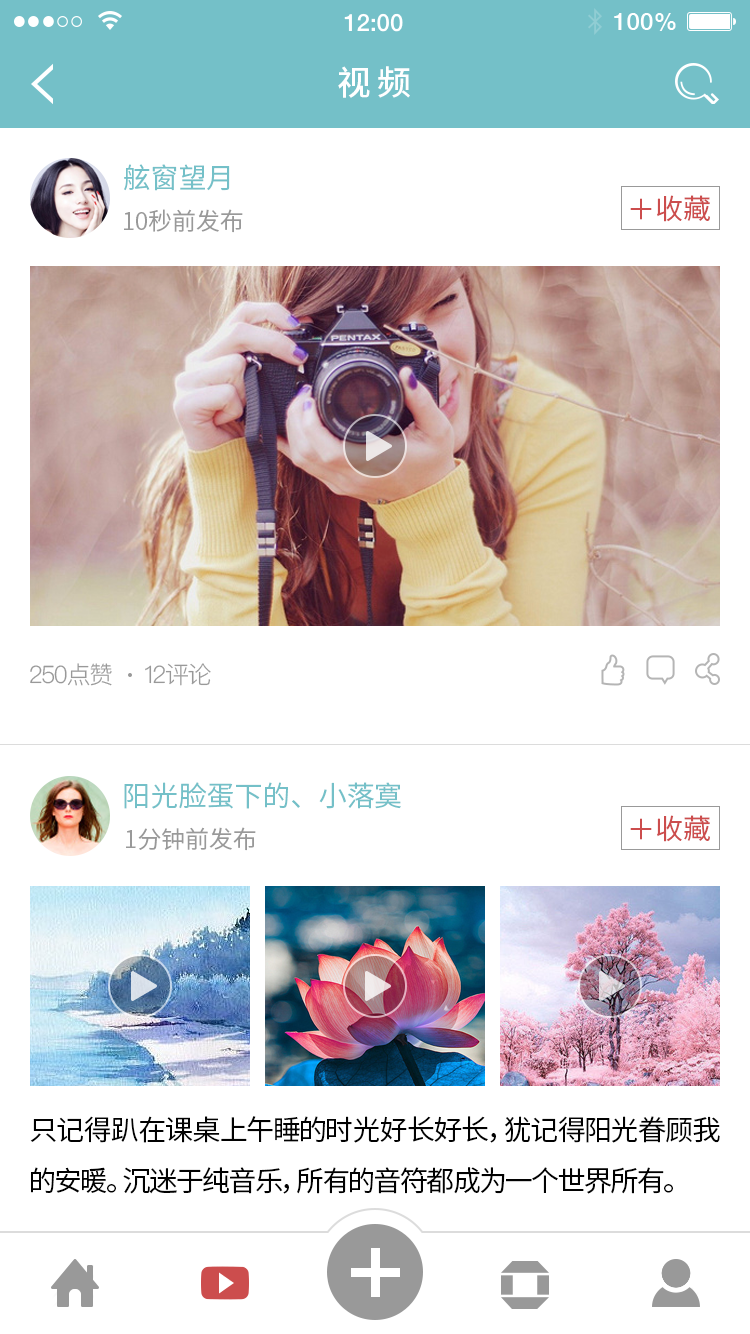 12:00
100%
视频
舷窗望月
10秒前发布
＋收藏
PENTAX
250点赞 · 12评论
阳光脸蛋下的、小落寞
1分钟前发布
＋收藏
只记得趴在课桌上午睡的时光好长好长，犹记得阳光眷顾我
的安暖。沉迷于纯音乐，所有的音符都成为一个世界所有。